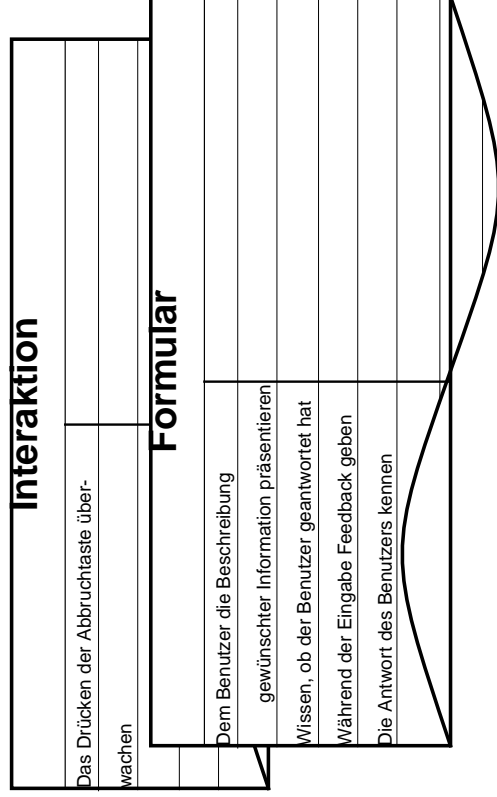 Interaktion
Das Drücken der Abbruchtaste über-
wachen
Formular
Dem Benutzer die Beschreibung
gewünschter Information präsentieren
Wissen, ob der Benutzer geantwortet hat
Während der Eingabe Feedback geben
Die Antwort des Benutzers kennen